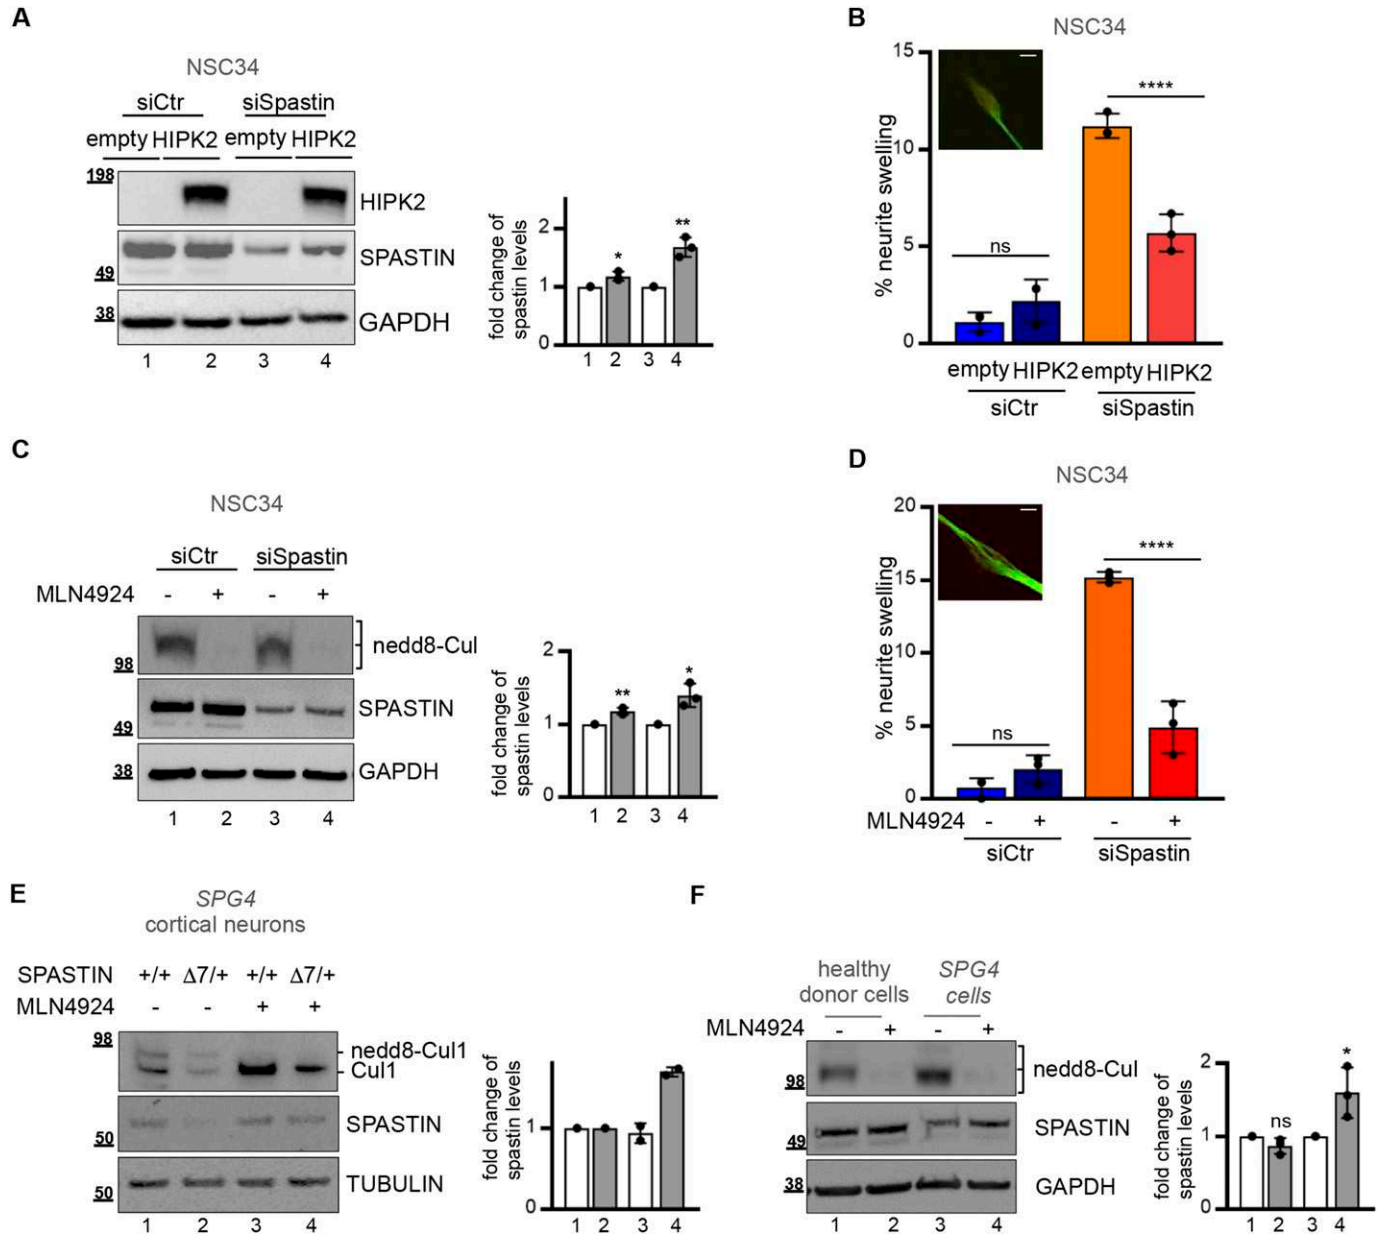 A
NSC34
siCtr siSpastin
empty HIPK2 empty HIPK2
198
HIPK2
SPASTIN
49
38
GAPDH
1 2 3 4
fold change of
spastin levels
2
1
0
* **
1 2 3 4
B
NSC34
15
10
5
0
% neurite swelling
ns
****
empty HIPK2 empty HIPK2
siCtr siSpastin
C
NSC34
siCtr siSpastin
MLN4924 - + - +
nedd8-Cul
98
SPASTIN
49
38
GAPDH
1 2 3 4
fold change of
spastin levels
2
1
0
** *
1 2 3 4
D
NSC34
20
15
10
5
0
% neurite swelling
ns
****
MLN4924 - + - +
siCtr siSpastin
E
SPG4
cortical neurons
SPASTIN +/+ Δ7/+ +/+ Δ7/+
MLN4924 - - + +
98
nedd8-Cul1
Cul1
SPASTIN
50
TUBULIN
50
1 2 3 4
fold change of
spastin levels
1
0
1 2 3 4
F
healthy
donor cells
SPG4
cells
MLN4924 - + - +
nedd8-Cul
98
SPASTIN
49
38
GAPDH
1 2 3 4
fold change of
spastin levels
2
1
0
ns *
1 2 3 4